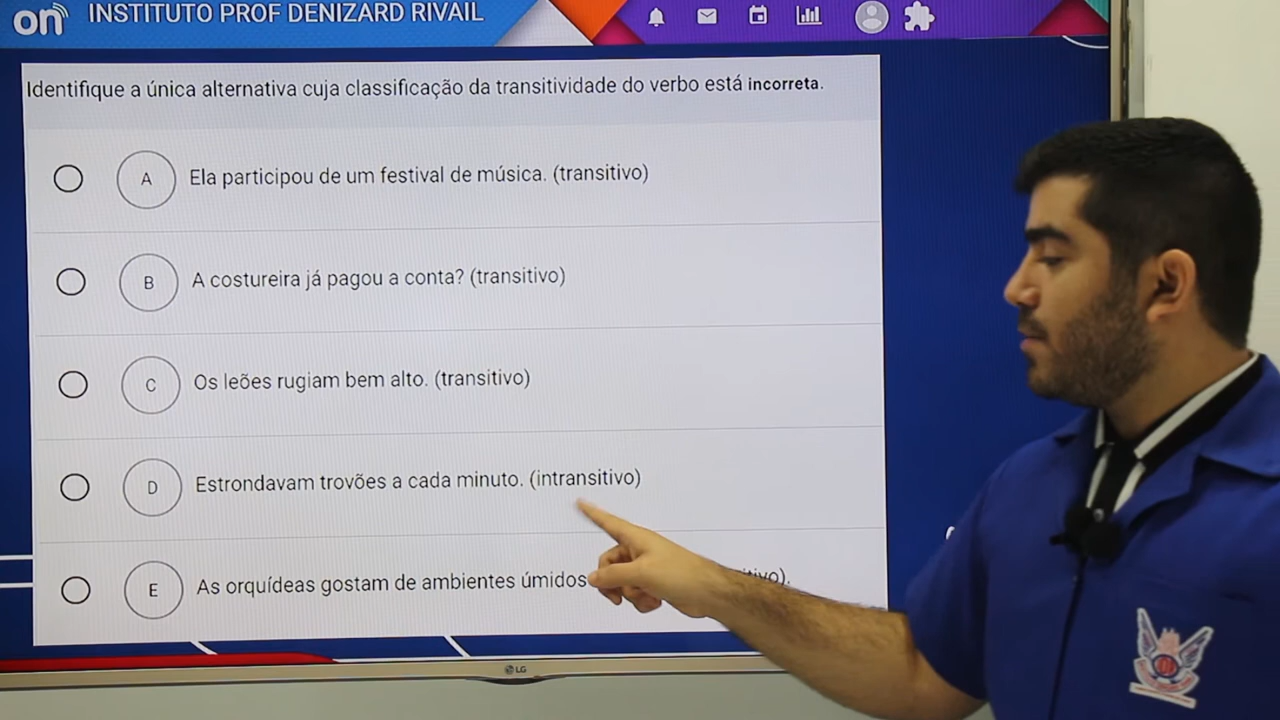 on
INSTITUTO PROF DENIZARD RIVAIL
Identifique a única alternativa cuja classificação da transitividade do verbo está incorreta.
A Ela participou de um festival de música. (transitivo)
B A costureira já pagou a conta? (transitivo)
C Os leões rugiam bem alto. (transitivo)
D Estrondavam trovões a cada minuto. (intransitivo)
E As orquídeas gostam de ambientes úmidos
LG